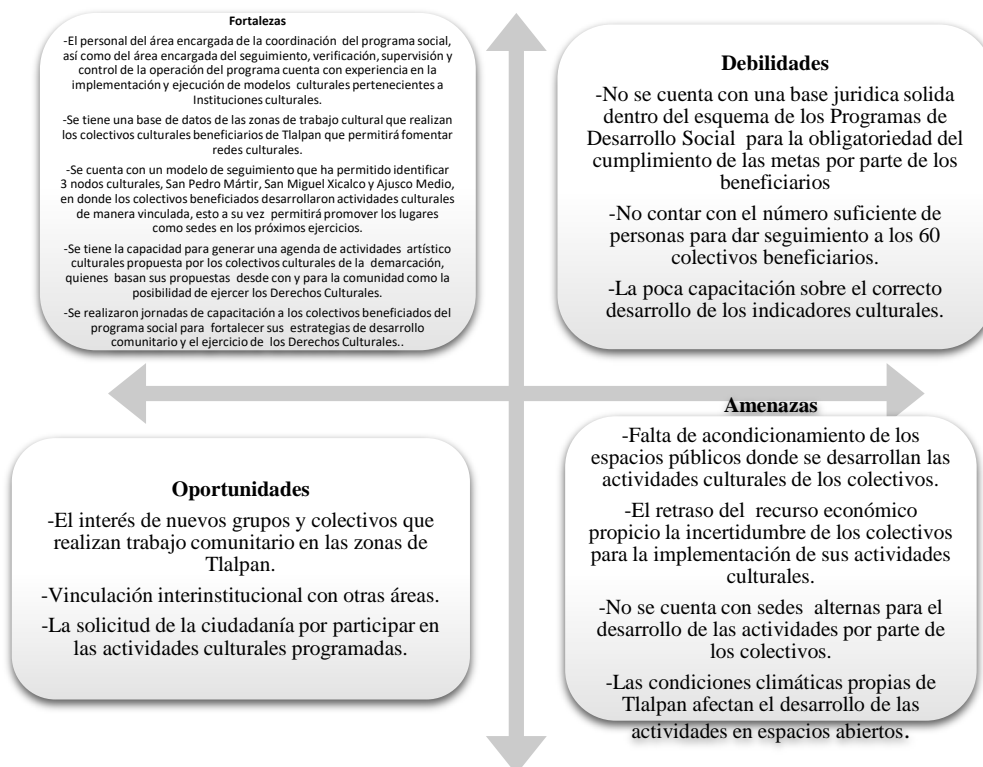 Fortalezas
-El personal del área encargada de la coordinación del programa social,
así como del área encargada del seguimiento, verificación, supervisión y
control de la operación del programa cuenta con experiencia en la
implementación y ejecución de modelos culturales pertenecientes a
Instituciones culturales.
-Se tiene una base de datos de las zonas de trabajo cultural que realizan
los colectivos culturales beneficiarios de Tlalpan que permitirá fomentar
redes culturales.
-Se cuenta con un modelo de seguimiento que ha permitido identificar
3 nodos culturales, San Pedro Mártir, San Miguel Xicalco y Ajusco Medio,
en donde los colectivos beneficiados desarrollaron actividades culturales
de manera vinculada, esto a su vez permitirá promover los lugares
como sedes en los próximos ejercicios.
-Se tiene la capacidad para generar una agenda de actividades artístico
culturales propuesta por los colectivos culturales de la demarcación,
quienes basan sus propuestas desde con y para la comunidad como la
posibilidad de ejercer los Derechos Culturales.
-Se realizaron jornadas de capacitación a los colectivos beneficiados del
programa social para fortalecer sus estrategias de desarrollo
comunitario y el ejercicio de los Derechos Culturales..
Debilidades
-No se cuenta con una base juridica solida
dentro del esquema de los Programas de
Desarrollo Social para la obligatoriedad del
cumplimiento de las metas por parte de los
beneficiarios
-No contar con el número suficiente de
personas para dar seguimiento a los 60
colectivos beneficiarios.
-La poca capacitación sobre el correcto
desarrollo de los indicadores culturales.
Oportunidades
-El interés de nuevos grupos y colectivos que
realizan trabajo comunitario en las zonas de
Tlalpan.
-Vinculación interinstitucional con otras áreas.
-La solicitud de la ciudadanía por participar en
las actividades culturales programadas.
Amenazas
-Falta de acondicionamiento de los
espacios públicos donde se desarrollan las
actividades culturales de los colectivos.
-El retraso del recurso económico
propicio la incertidumbre de los colectivos
para la implementación de sus actividades
culturales.
-No se cuenta con sedes alternas para el
desarrollo de las actividades por parte de
los colectivos.
-Las condiciones climáticas propias de
Tlalpan afectan el desarrollo de las
actividades en espacios abiertos.